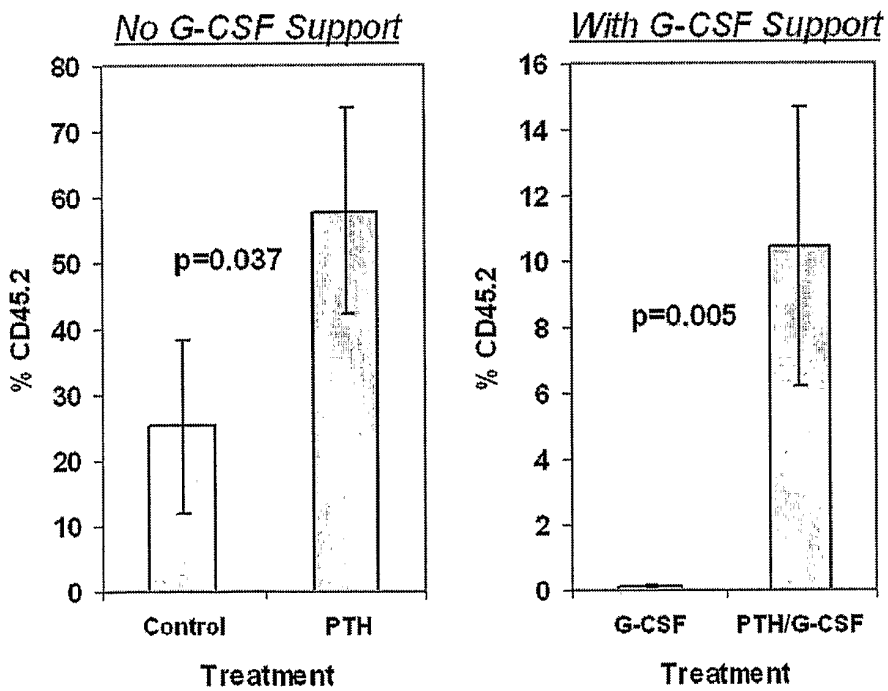 No G-CSF Support
80
70
60
50
40
30
20
10
0
% CD45.2
p=0.037
Control PTH
Treatment
With G-CSF Support
16
14
12
10
8
6
4
2
0
% CD45.2
p=0.005
G-CSF PTH/G-CSF
Treatment